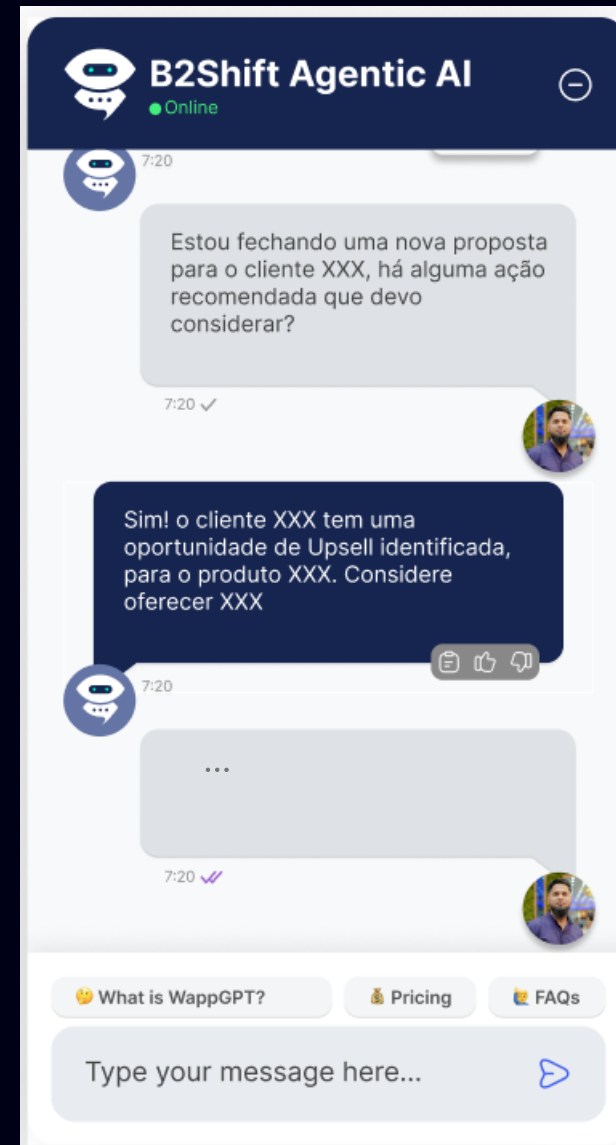 B2Shift Agentic AI
Online
7:20
Estou fechando uma nova proposta
para o cliente XXX, há alguma ação
recomendada que devo
considerar?
7:20
Sim! o cliente XXX tem uma
oportunidade de Upsell identificada,
para o produto XXX. Considere
oferecer XXX
7:20
...
7:20
🤔 What is WappGPT?
💰 Pricing
🙋 FAQs
Type your message here...